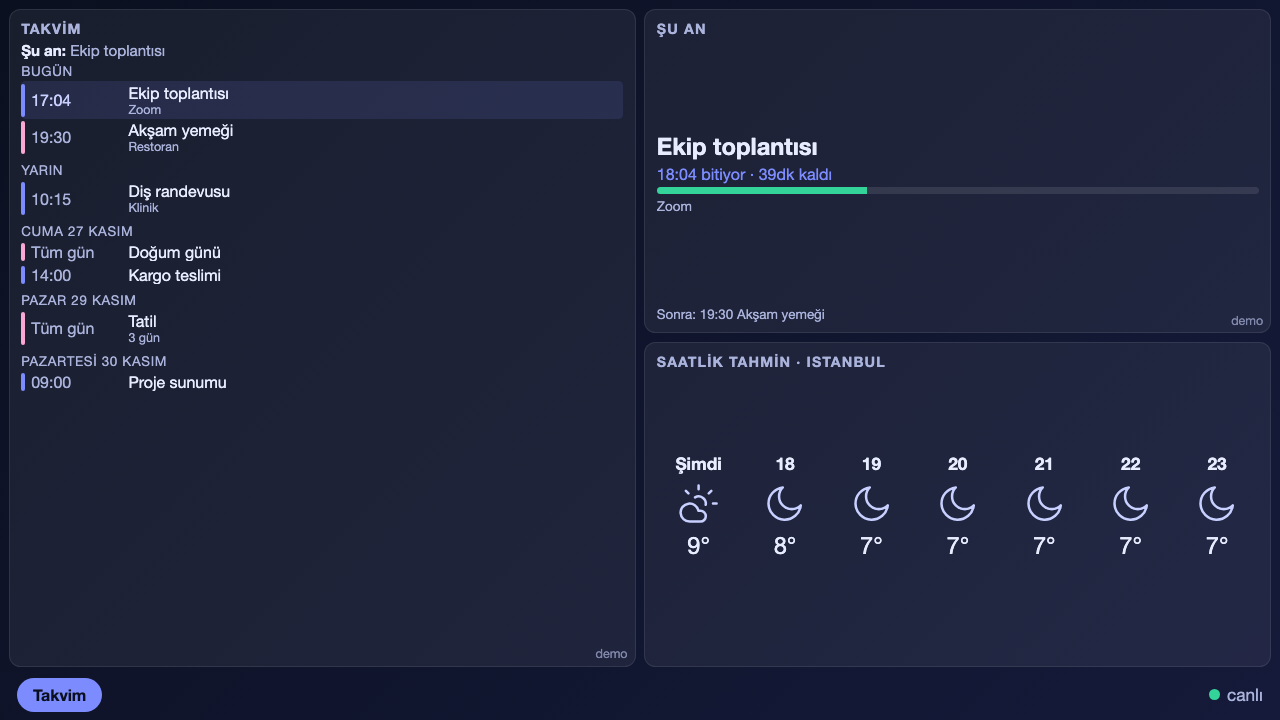 TAKVİM
Şu an: Ekip toplantısı
BUGÜN
17:04 Ekip toplantısı
Zoom
19:30 Akşam yemeği
Restoran
YARIN
10:15 Diş randevusu
Klinik
CUMA 27 KASIM
Tüm gün Doğum günü
14:00 Kargo teslimi
PAZAR 29 KASIM
Tüm gün Tatil
3 gün
PAZARTESİ 30 KASIM
09:00 Proje sunumu
demo
ŞU AN
Ekip toplantısı
18:04 bitiyor · 39dk kaldı
Zoom
Sonra: 19:30 Akşam yemeği
demo
SAATLİK TAHMİN · ISTANBUL
Şimdi 18 19 20 21 22 23
9° 8° 7° 7° 7° 7° 7°
Takvim
canlı